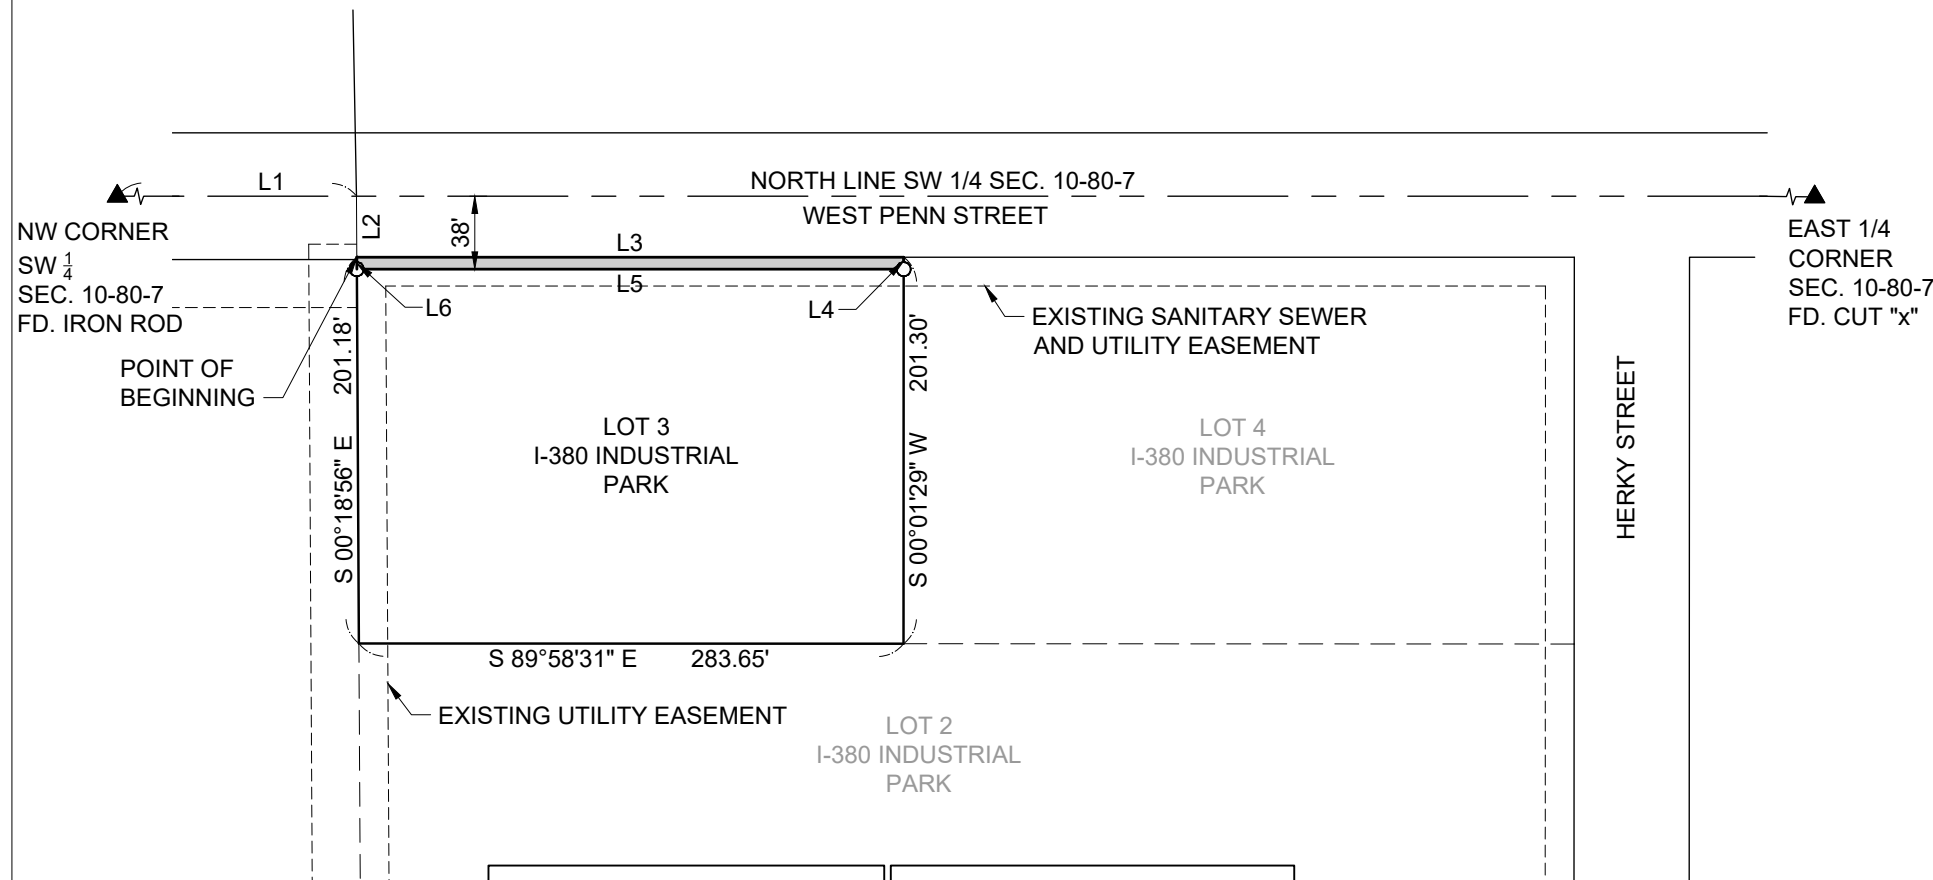 L1
NORTH LINE SW 1/4 SEC. 10-80-7
WEST PENN STREET
NW CORNER
SW 1/4
SEC. 10-80-7
FD. IRON ROD
L2
38'
L3
EAST 1/4
CORNER
SEC. 10-80-7
FD. CUT "x"
L5
L6
L4
EXISTING SANITARY SEWER
AND UTILITY EASEMENT
POINT OF
BEGINNING
S 00°18'56" E 201.18'
LOT 3
I-380 INDUSTRIAL
PARK
S 00°01'29" W 201.30'
LOT 4
I-380 INDUSTRIAL
PARK
HERKY STREET
S 89°58'31" E 283.65'
EXISTING UTILITY EASEMENT
LOT 2
I-380 INDUSTRIAL
PARK